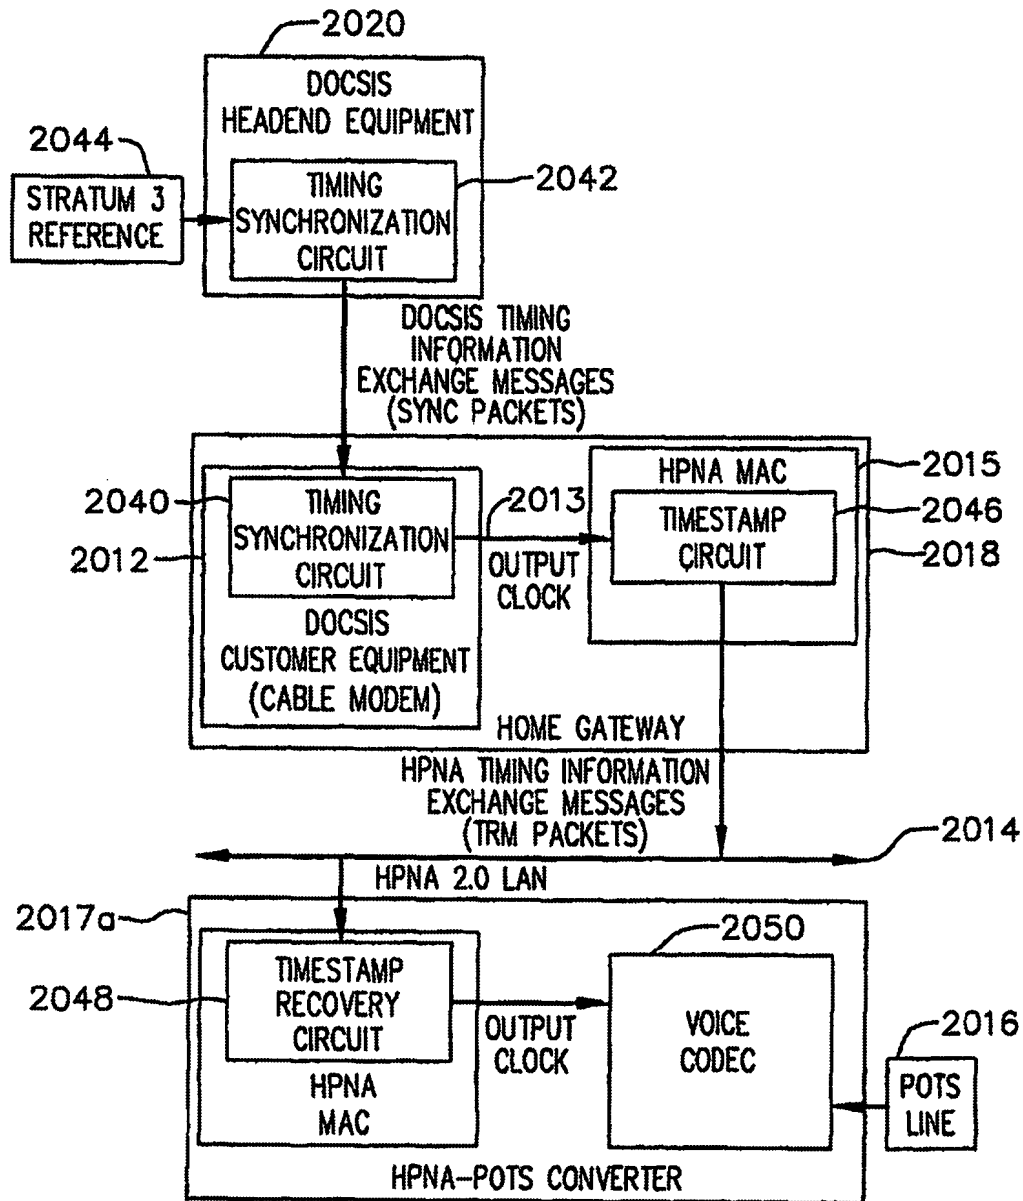 2020
DOCSIS
HEADEND EQUIPMENT
2044
STRATUM 3
REFERENCE
TIMING
SYNCHRONIZATION
CIRCUIT
2042
DOCSIS TIMING
INFORMATION
EXCHANGE MESSAGES
(SYNC PACKETS)
2040
2012
TIMING
SYNCHRONIZATION
CIRCUIT
DOCSIS
CUSTOMER EQUIPMENT
(CABLE MODEM)
2013
OUTPUT
CLOCK
HPNA MAC
TIMESTAMP
CIRCUIT
2015
2046
2018
HOME GATEWAY
HPNA TIMING INFORMATION
EXCHANGE MESSAGES
(TRM PACKETS)
2014
HPNA 2.0 LAN
2017a
2048
TIMESTAMP
RECOVERY
CIRCUIT
HPNA
MAC
OUTPUT
CLOCK
2050
VOICE
CODEC
2016
POTS
LINE
HPNA-POTS CONVERTER